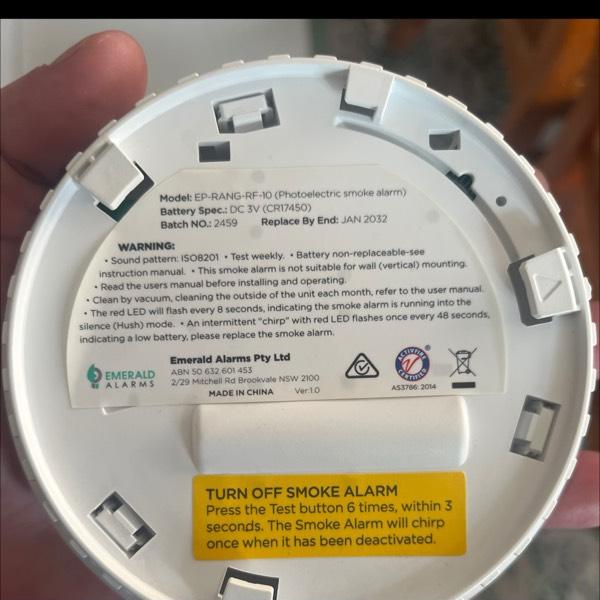 Model: EP-RANG-RF-10 (Photoelectric smoke alarm)
Battery Spec.: DC 3V (CR17450)
Batch NO.: 2459 Replace By End: JAN 2032
WARNING:
• Sound pattern: ISO8201 • Test weekly. • Battery non-replaceable-see
instruction manual. • This smoke alarm is not suitable for wall (vertical) mounting.
• Read the users manual before installing and operating.
• Clean by vacuum, cleaning the outside of the unit each month, refer to the user manual.
• The red LED will flash every 8 seconds, indicating the smoke alarm is running into the
silence (Hush) mode. • An intermittent "chirp" with red LED flashes once every 48 seconds,
indicating a low battery, please replace the smoke alarm.
EMERALD
ALARMS
Emerald Alarms Pty Ltd
ABN 50 632 601 453
2/29 Mitchell Rd Brookvale NSW 2100
MADE IN CHINA Ver:1.0
ACTIVFIRE
CERTIFIED
AS3786: 2014
TURN OFF SMOKE ALARM
Press the Test button 6 times, within 3
seconds. The Smoke Alarm will chirp
once when it has been deactivated.